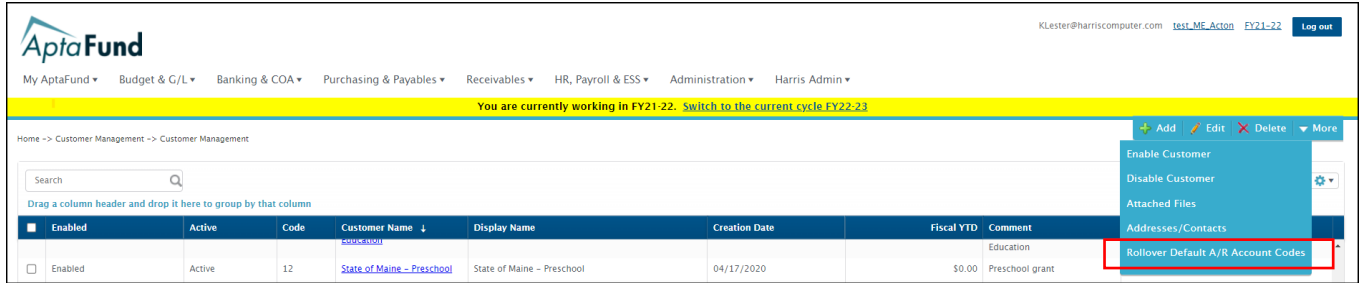 AptaFund
KLester@harriscomputer.com test_ME_Acton FY21-22 Log out
My AptaFund Budget & G/L Banking & COA Purchasing & Payables Receivables HR, Payroll & ESS Administration Harris Admin
You are currently working in FY21-22. Switch to the current cycle FY22-23
Home -> Customer Management -> Customer Management
Add Edit Delete More
Enable Customer
Disable Customer
Attached Files
Addresses/Contacts
Rollover Default A/R Account Codes
Search
Drag a column header and drop it here to group by that column
Enabled Active Code Customer Name ↓ Display Name Creation Date Fiscal YTD Comment
Education Education
Enabled Active 12 State of Maine - Preschool State of Maine - Preschool 04/17/2020 $0.00 Preschool grant